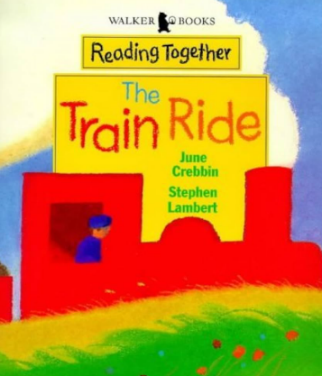 WALKER BOOKS
Reading Together
The
Train Ride
June
Crebbin
Stephen
Lambert